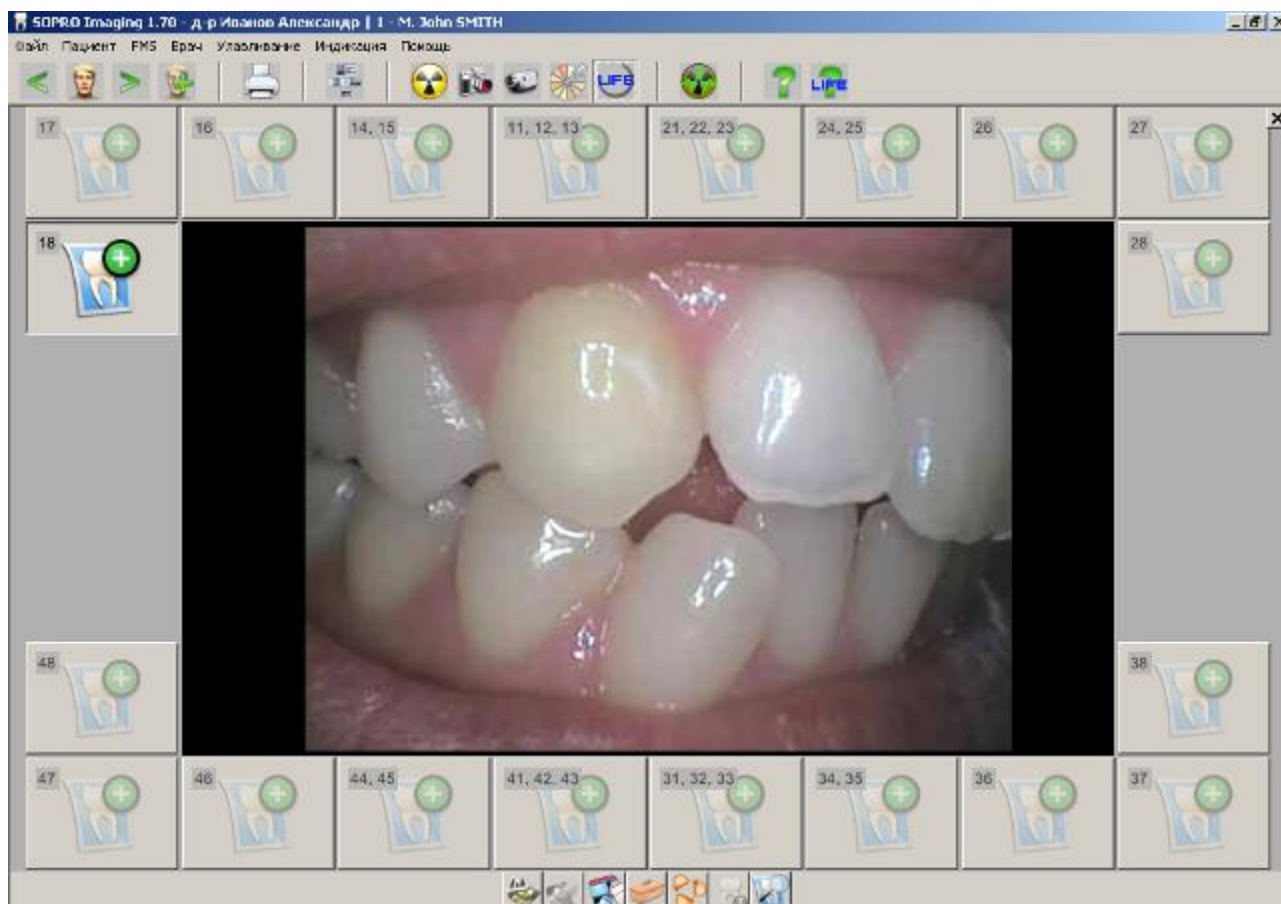 SOPRO Imaging 1.70 - д-р Иванов Александр | 1 - M. John SMITH
Файл Пациент FMS Врач Улавливание Индикация Помощь
LIFE LIFE
17 16 14, 15 11, 12, 13 21, 22, 23 24, 25 26 27
18 28
48 38
47 46 44, 45 41, 42, 43 31, 32, 33 34, 35 36 37